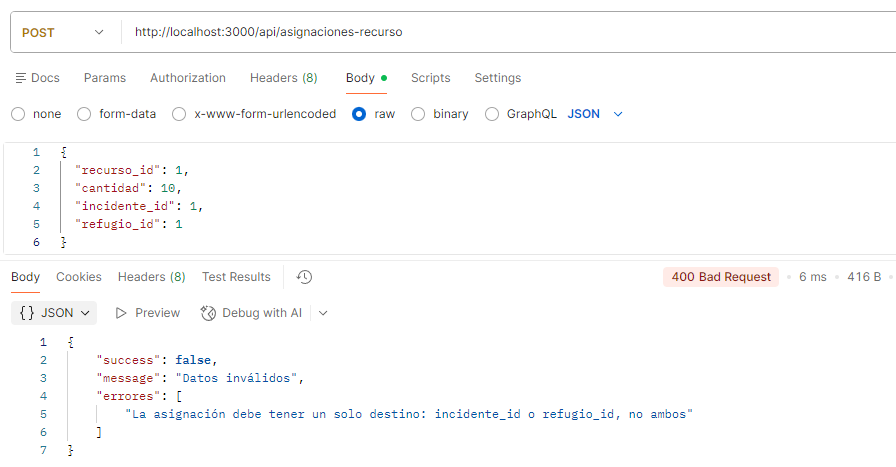 POST http://localhost:3000/api/asignaciones-recurso
Docs Params Authorization Headers (8) Body Scripts Settings
none form-data x-www-form-urlencoded raw binary GraphQL JSON
1 {
2 "recurso_id": 1,
3 "cantidad": 10,
4 "incidente_id": 1,
5 "refugio_id": 1
6 }
Body Cookies Headers (8) Test Results 400 Bad Request • 6 ms • 416 B •
{} JSON Preview Debug with AI
1 {
2 "success": false,
3 "message": "Datos inválidos",
4 "errores": [
5 "La asignación debe tener un solo destino: incidente_id o refugio_id, no ambos"
6 ]
7 }